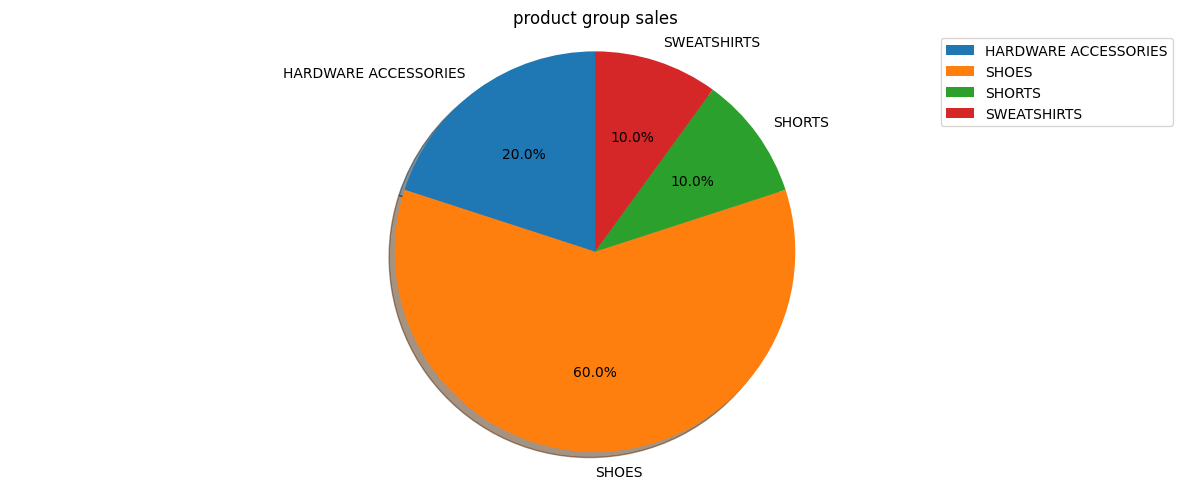 product group sales
SWEATSHIRTS
HARDWARE ACCESSORIES
SHORTS
10.0%
20.0%
10.0%
60.0%
SHOES
HARDWARE ACCESSORIES
SHOES
SHORTS
SWEATSHIRTS